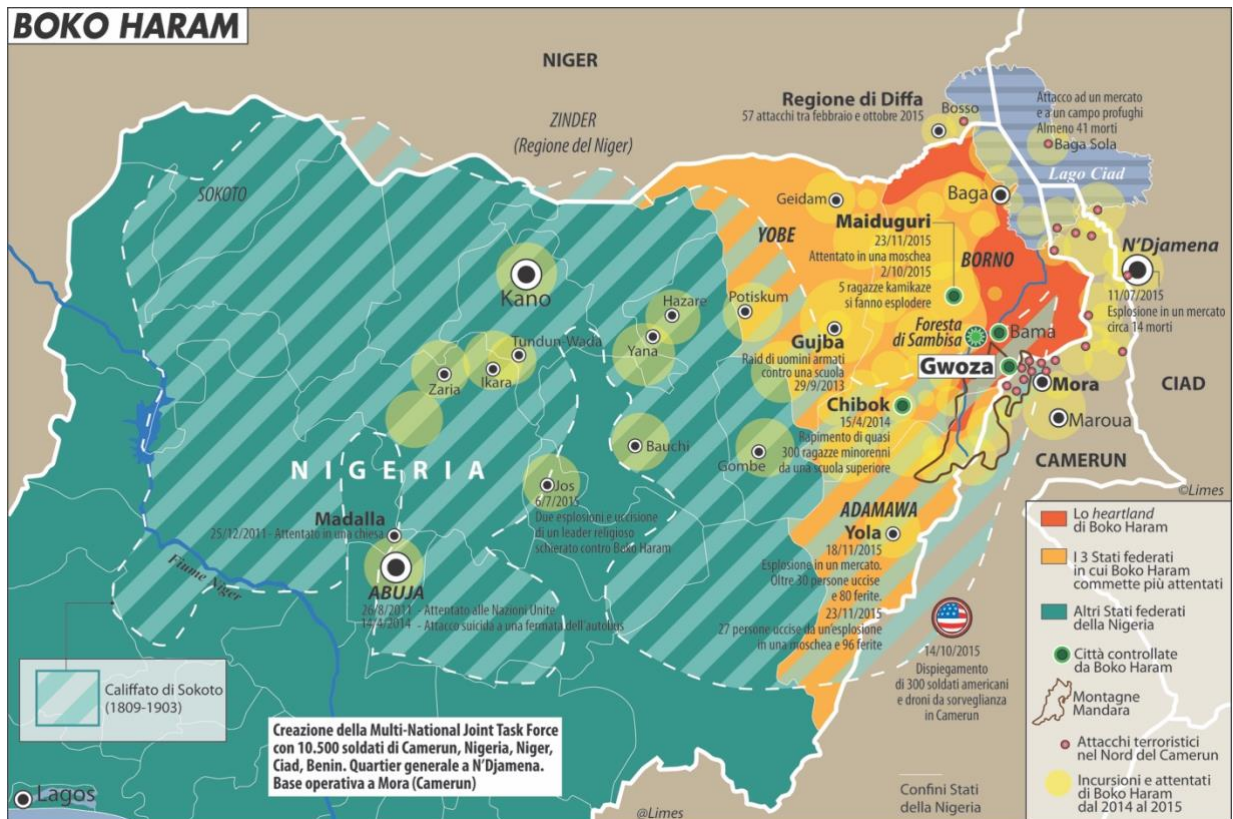 BOKO HARAM
NIGER
ZINDER
(Regione del Niger)
Regione di Diffa
57 attacchi tra febbraio e ottobre 2015
Bosso
Attacco ad un mercato
e a un campo profughi
Almeno 41 morti
Baga Sola
Lago Ciad
SOKOTO
Geidam
Baga
Maiduguri
23/11/2015
Attentato in una moschea
2/10/2015
5 ragazze kamikaze
si fanno esplodere
YOBE
BORNO
N'Djamena
11/07/2015
Esplosione in un mercato
circa 14 morti
Kano
Hazare
Potiskum
Tundun-Wada
Yana
Zaria
Ikara
Gujba
Raid di uomini armati
contro una scuola
29/9/2013
Foresta
di Sambisa
Bama
Gwoza
Mora
CIAD
Chibok
15/4/2014
Rapimento di quasi
300 ragazze minorenni
da una scuola superiore
Maroua
CAMERUN
Bauchi
Gombe
NIGERIA
Jos
6/7/2015
Due esplosioni e uccisione
di un leader religioso
schierato contro Boko Haram
Madalla
25/12/2011 - Attentato in una chiesa
ABUJA
26/8/2011 - Attentato alle Nazioni Unite
14/4/2014 - Attacco suicida a una fermata dell'autobus
Fiume Niger
ADAMAWA
Yola
18/11/2015
Esplosione in un mercato.
Oltre 30 persone uccise
e 80 ferite.
23/11/2015
27 persone uccise da un'esplosione
in una moschea e 96 ferite
14/10/2015
Dispiegamento
di 300 soldati americani
e droni da sorveglianza
in Camerun
©Limes
Lo heartland
di Boko Haram
I 3 Stati federati
in cui Boko Haram
commette più attentati
Altri Stati federati
della Nigeria
Città controllate
da Boko Haram
Montagne
Mandara
Attacchi terroristici
nel Nord del Camerun
Incursioni e attentati
di Boko Haram
dal 2014 al 2015
Califfato di Sokoto
(1809-1903)
Creazione della Multi-National Joint Task Force
con 10.500 soldati di Camerun, Nigeria, Niger,
Ciad, Benin. Quartier generale a N'Djamena.
Base operativa a Mora (Camerun)
Lagos
Confini Stati
della Nigeria
@Limes